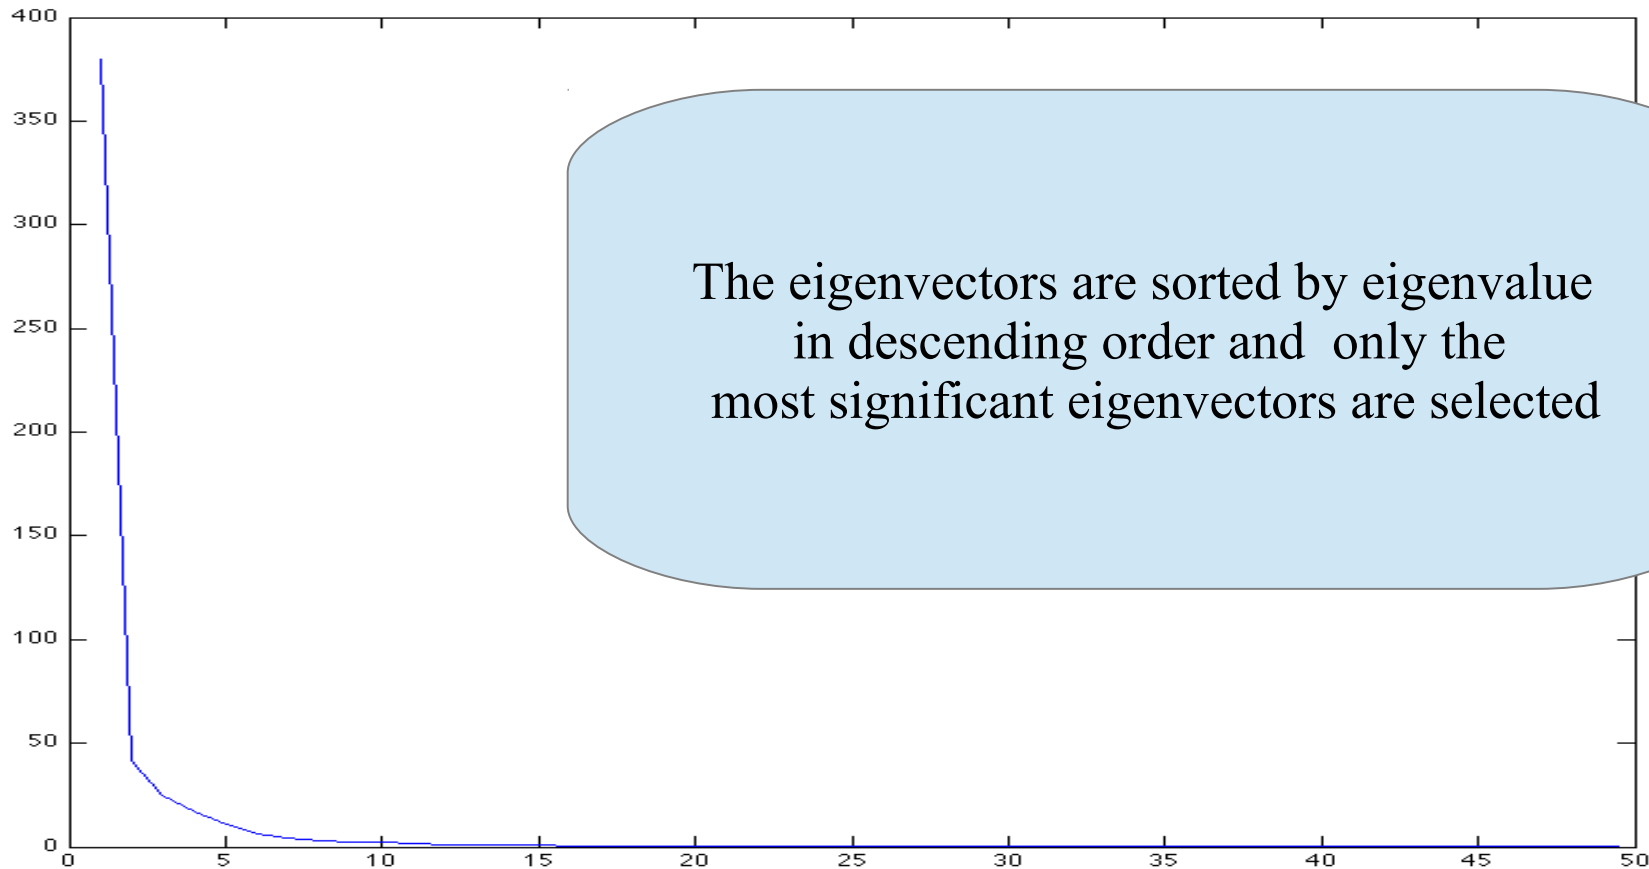 400
350
300
250
200
150
100
50
0
The eigenvectors are sorted by eigenvalue
in descending order and  only the
most significant eigenvectors are selected
0 5 10 15 20 25 30 35 40 45 50